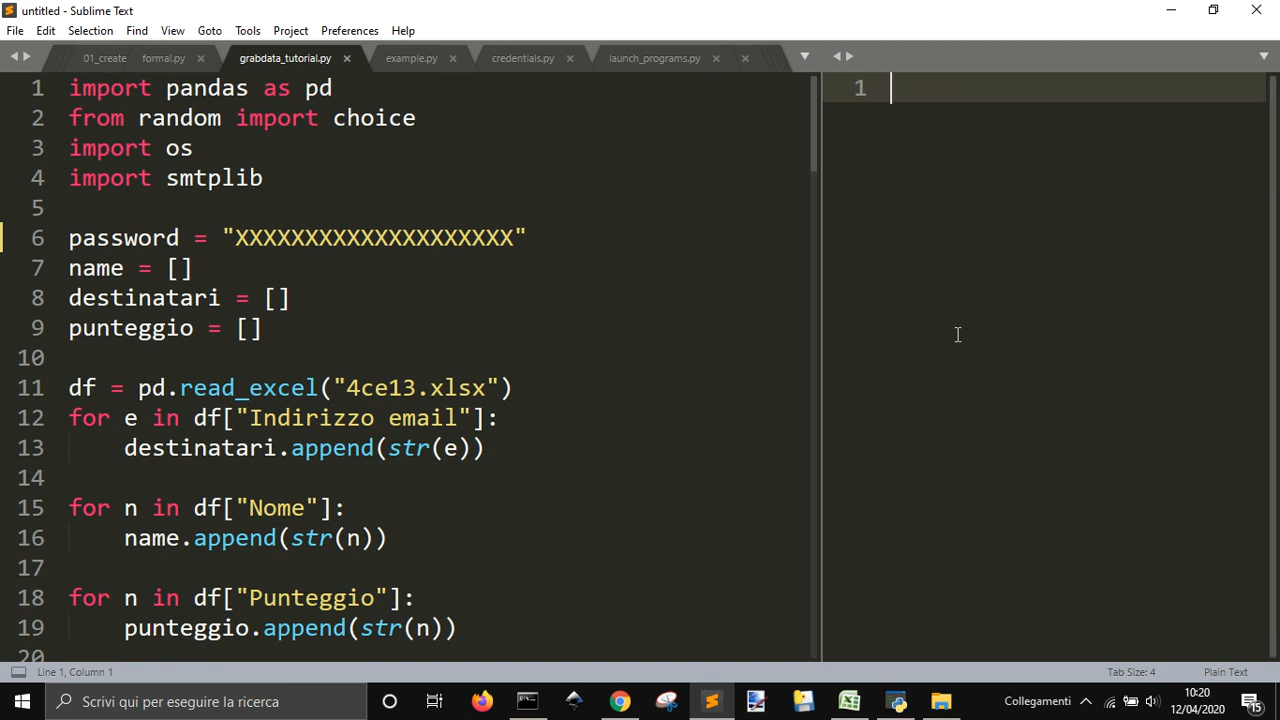 untitled - Sublime Text
File Edit Selection Find View Goto Tools Project Preferences Help
01_create formal.py grabdata_tutorial.py example.py credentials.py launch_programs.py
1 import pandas as pd
2 from random import choice
3 import os
4 import smtplib
5
6 password = "XXXXXXXXXXXXXXXXXXXX"
7 name = []
8 destinatari = []
9 punteggio = []
10
11 df = pd.read_excel("4ce13.xlsx")
12 for e in df["Indirizzo email"]:
13 destinatari.append(str(e))
14
15 for n in df["Nome"]:
16 name.append(str(n))
17
18 for n in df["Punteggio"]:
19 punteggio.append(str(n))
20
1
Line 1, Column 1 Tab Size: 4 Plain Text
Scrivi qui per eseguire la ricerca
Collegamenti
10:20
12/04/2020
15